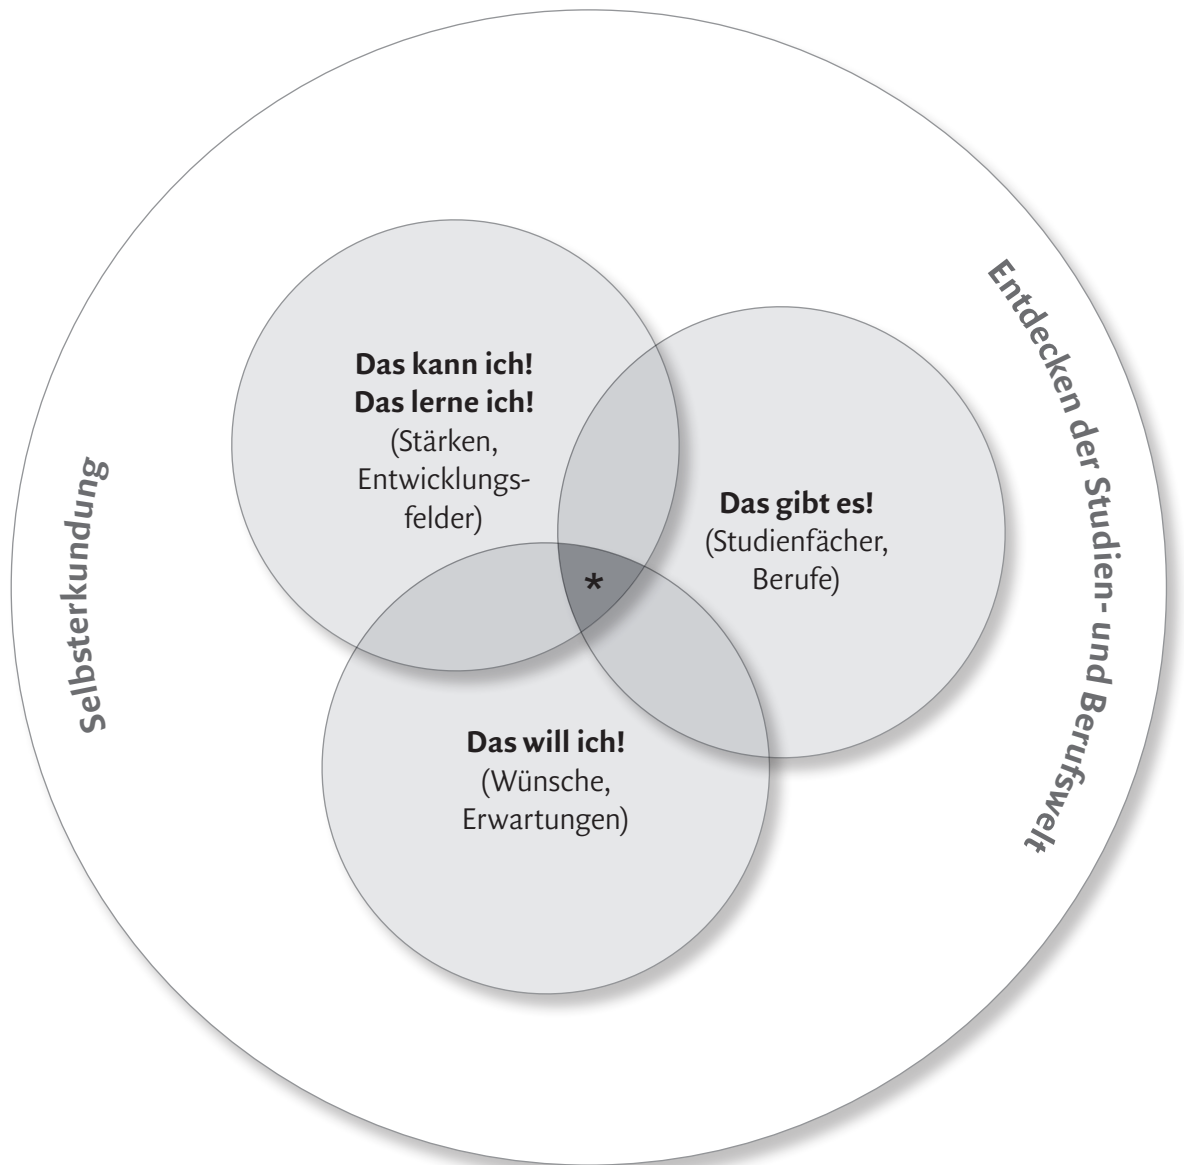 Selbsterkundung
Das kann ich!
Das lerne ich!
(Stärken,
Entwicklungs-
felder)
Das gibt es!
(Studienfächer,
Berufe)
*
Das will ich!
(Wünsche,
Erwartungen)
Entdecken der Studien- und Berufswelt